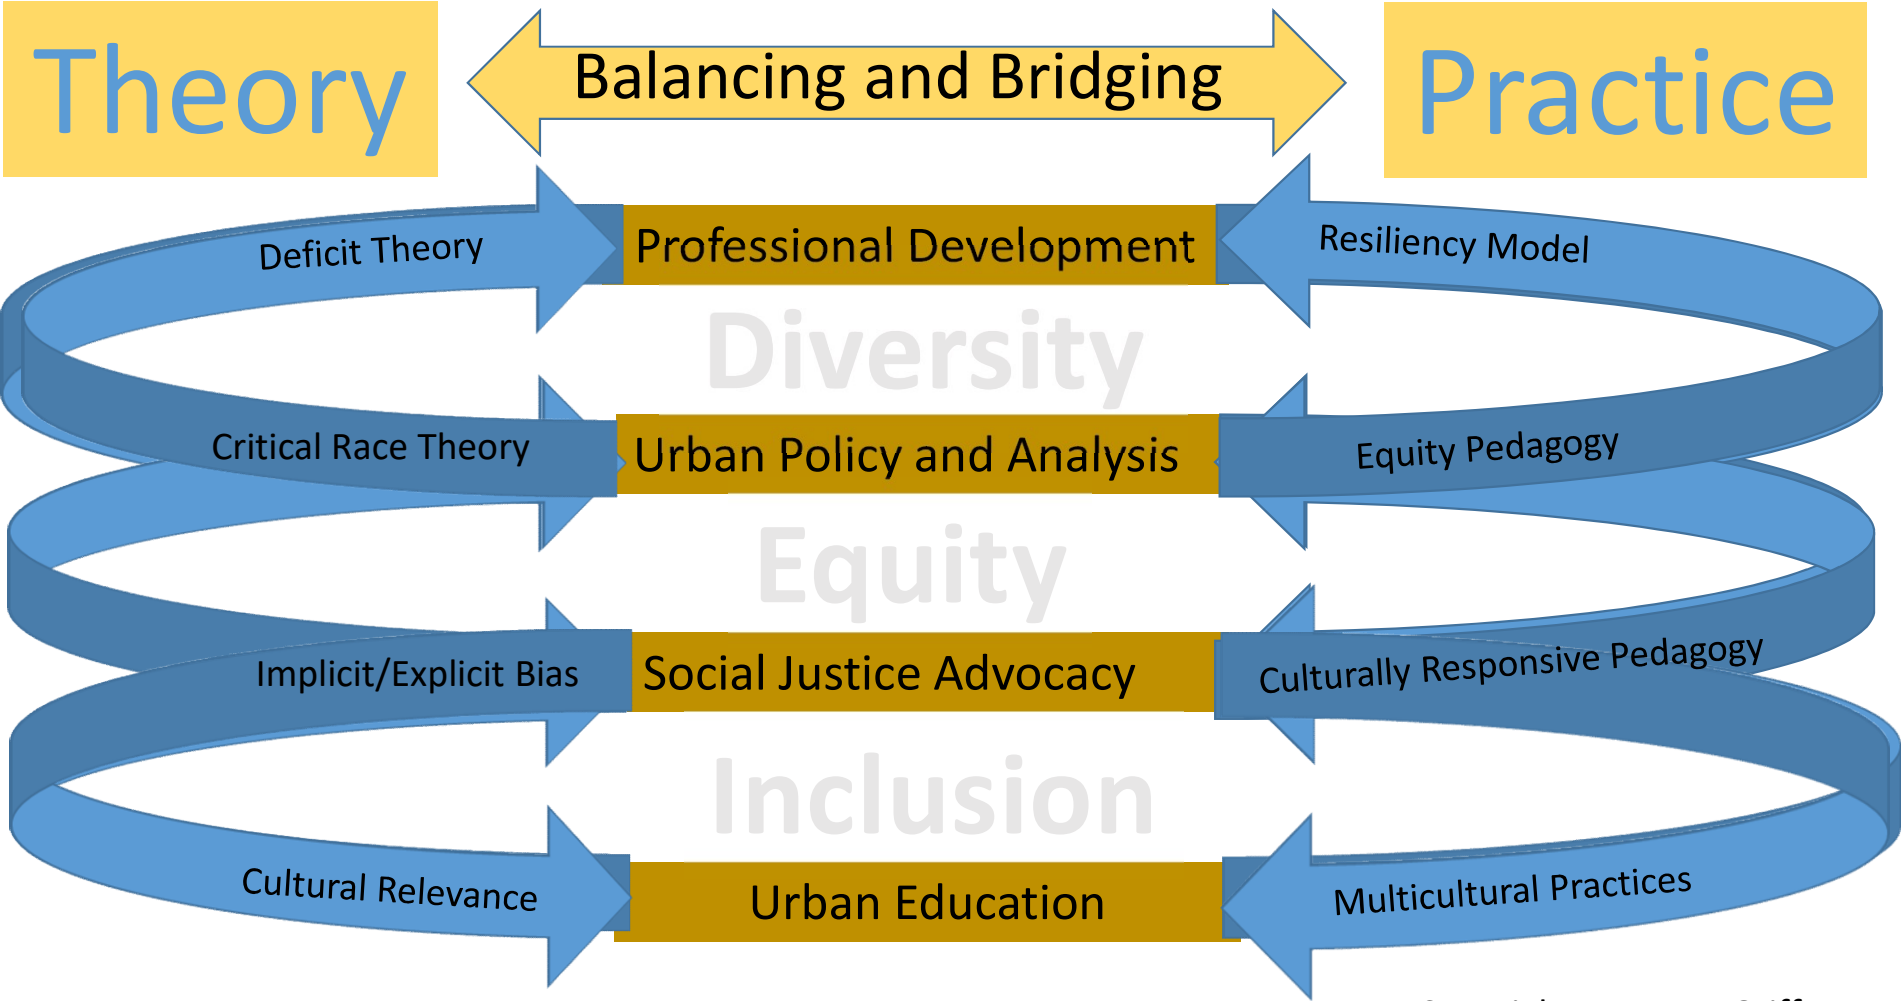 Theory
Balancing and Bridging
Practice
Deficit Theory
Professional Development
Resiliency Model
Diversity
Critical Race Theory
Urban Policy and Analysis
Equity Pedagogy
Equity
Implicit/Explicit Bias
Social Justice Advocacy
Culturally Responsive Pedagogy
Inclusion
Cultural Relevance
Urban Education
Multicultural Practices